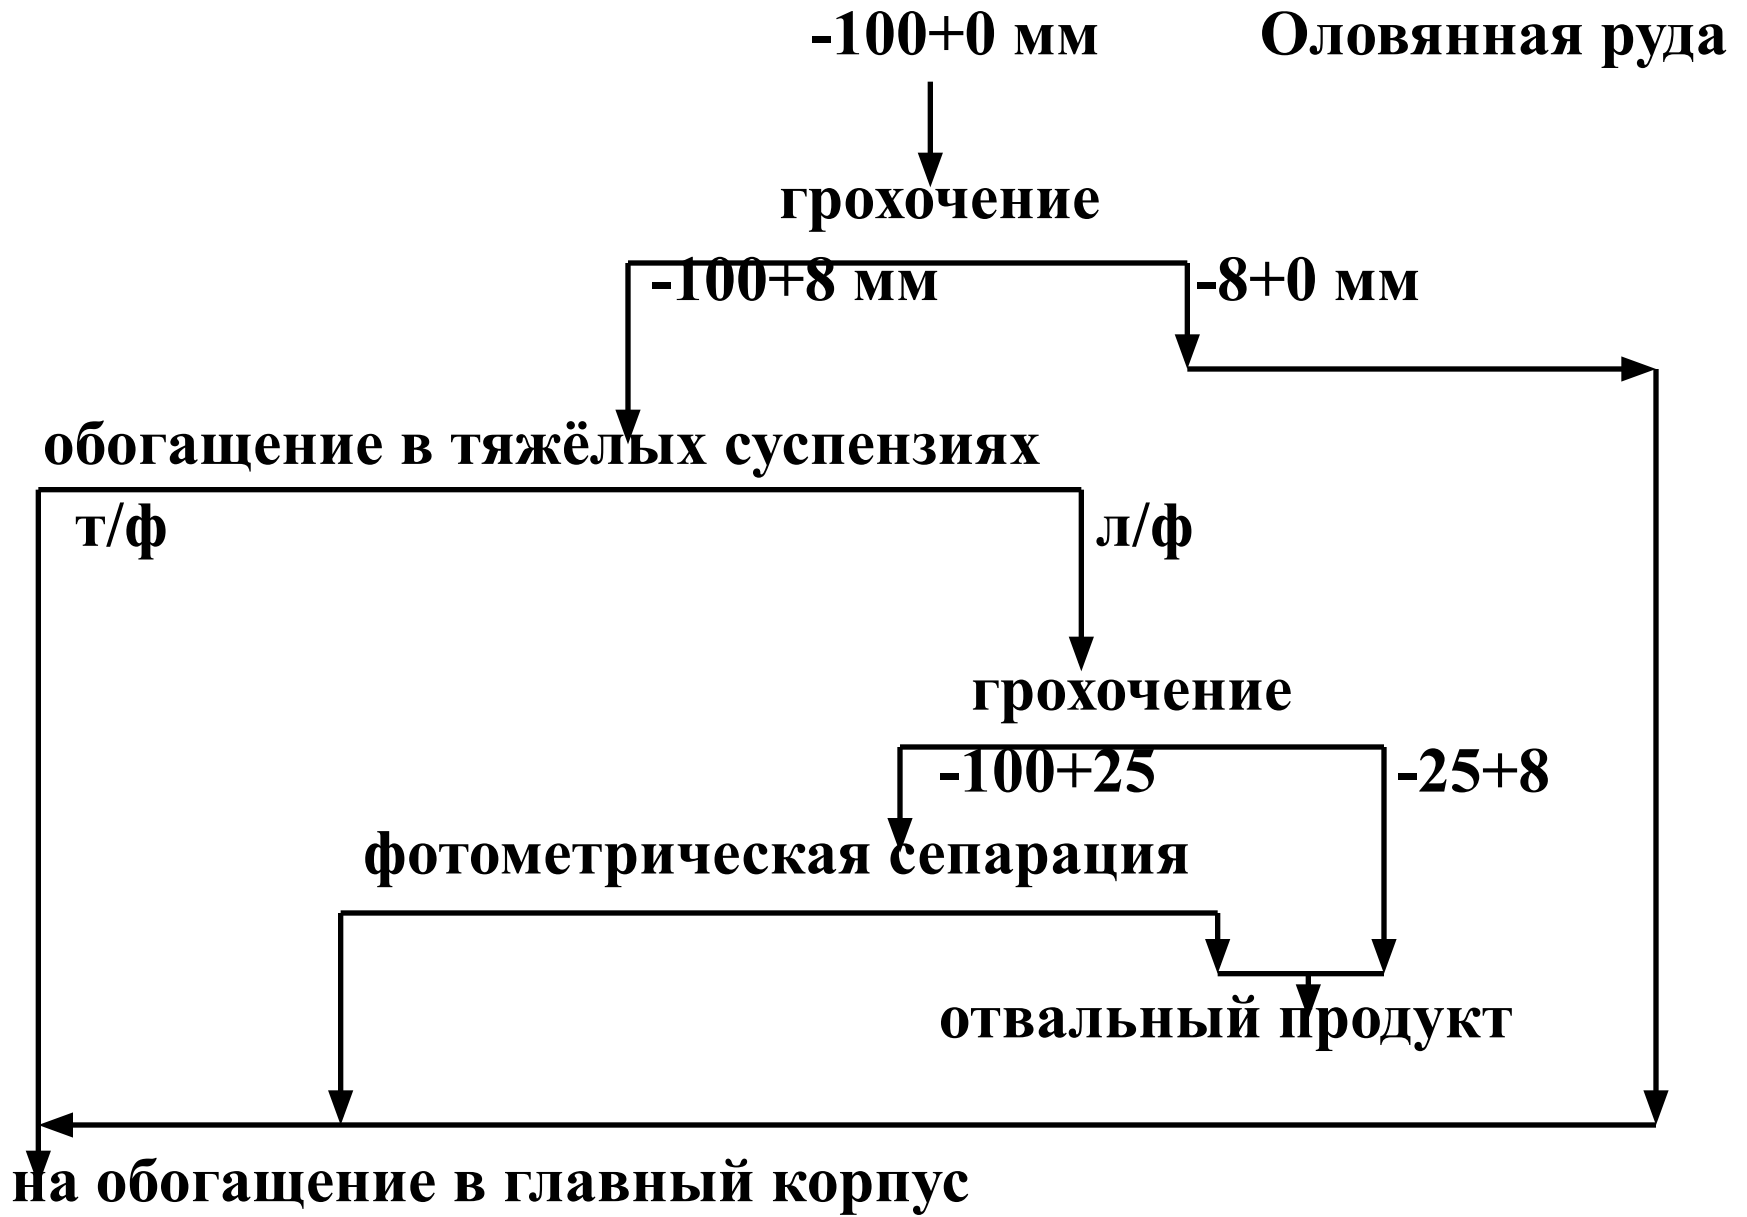 -100+0 мм Оловянная руда
грохочение
-100+8 мм -8+0 мм
обогащение в тяжёлых суспензиях
т/ф л/ф
грохочение
-100+25 -25+8
фотометрическая сепарация
отвальный продукт
на обогащение в главный корпус